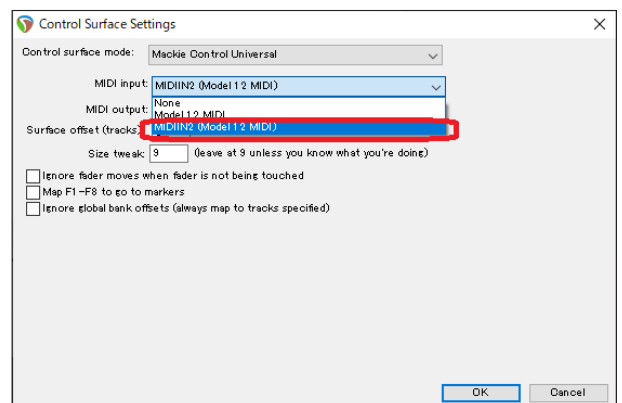 Control Surface Settings
Control surface mode: Mackie Control Universal
MIDI input: MIDIIN2 (Model 12 MIDI)
None
MIDI output:
Model 12 MIDI
Surface offset (tracks) MIDIIN2 (Model 12 MIDI)
Size tweak: 9 (leave at 9 unless you know what you're doing)
Ignore fader moves when fader is not being touched
Map F1-F8 to go to markers
Ignore global bank offsets (always map to tracks specified)
OK Cancel